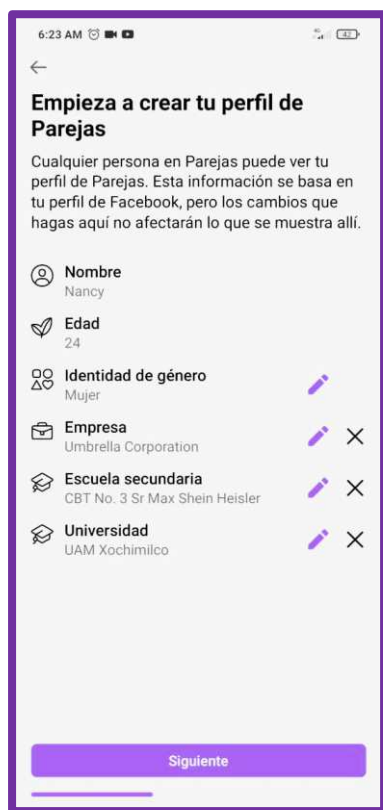 6:23 AM
42
Empieza a crear tu perfil de
Parejas
Cualquier persona en Parejas puede ver tu
perfil de Parejas. Esta información se basa en
tu perfil de Facebook, pero los cambios que
hagas aquí no afectarán lo que se muestra allí.
Nombre
Nancy
Edad
24
Identidad de género
Mujer
Empresa
Umbrella Corporation
Escuela secundaria
CBT No. 3 Sr Max Shein Heisler
Universidad
UAM Xochimilco
Siguiente